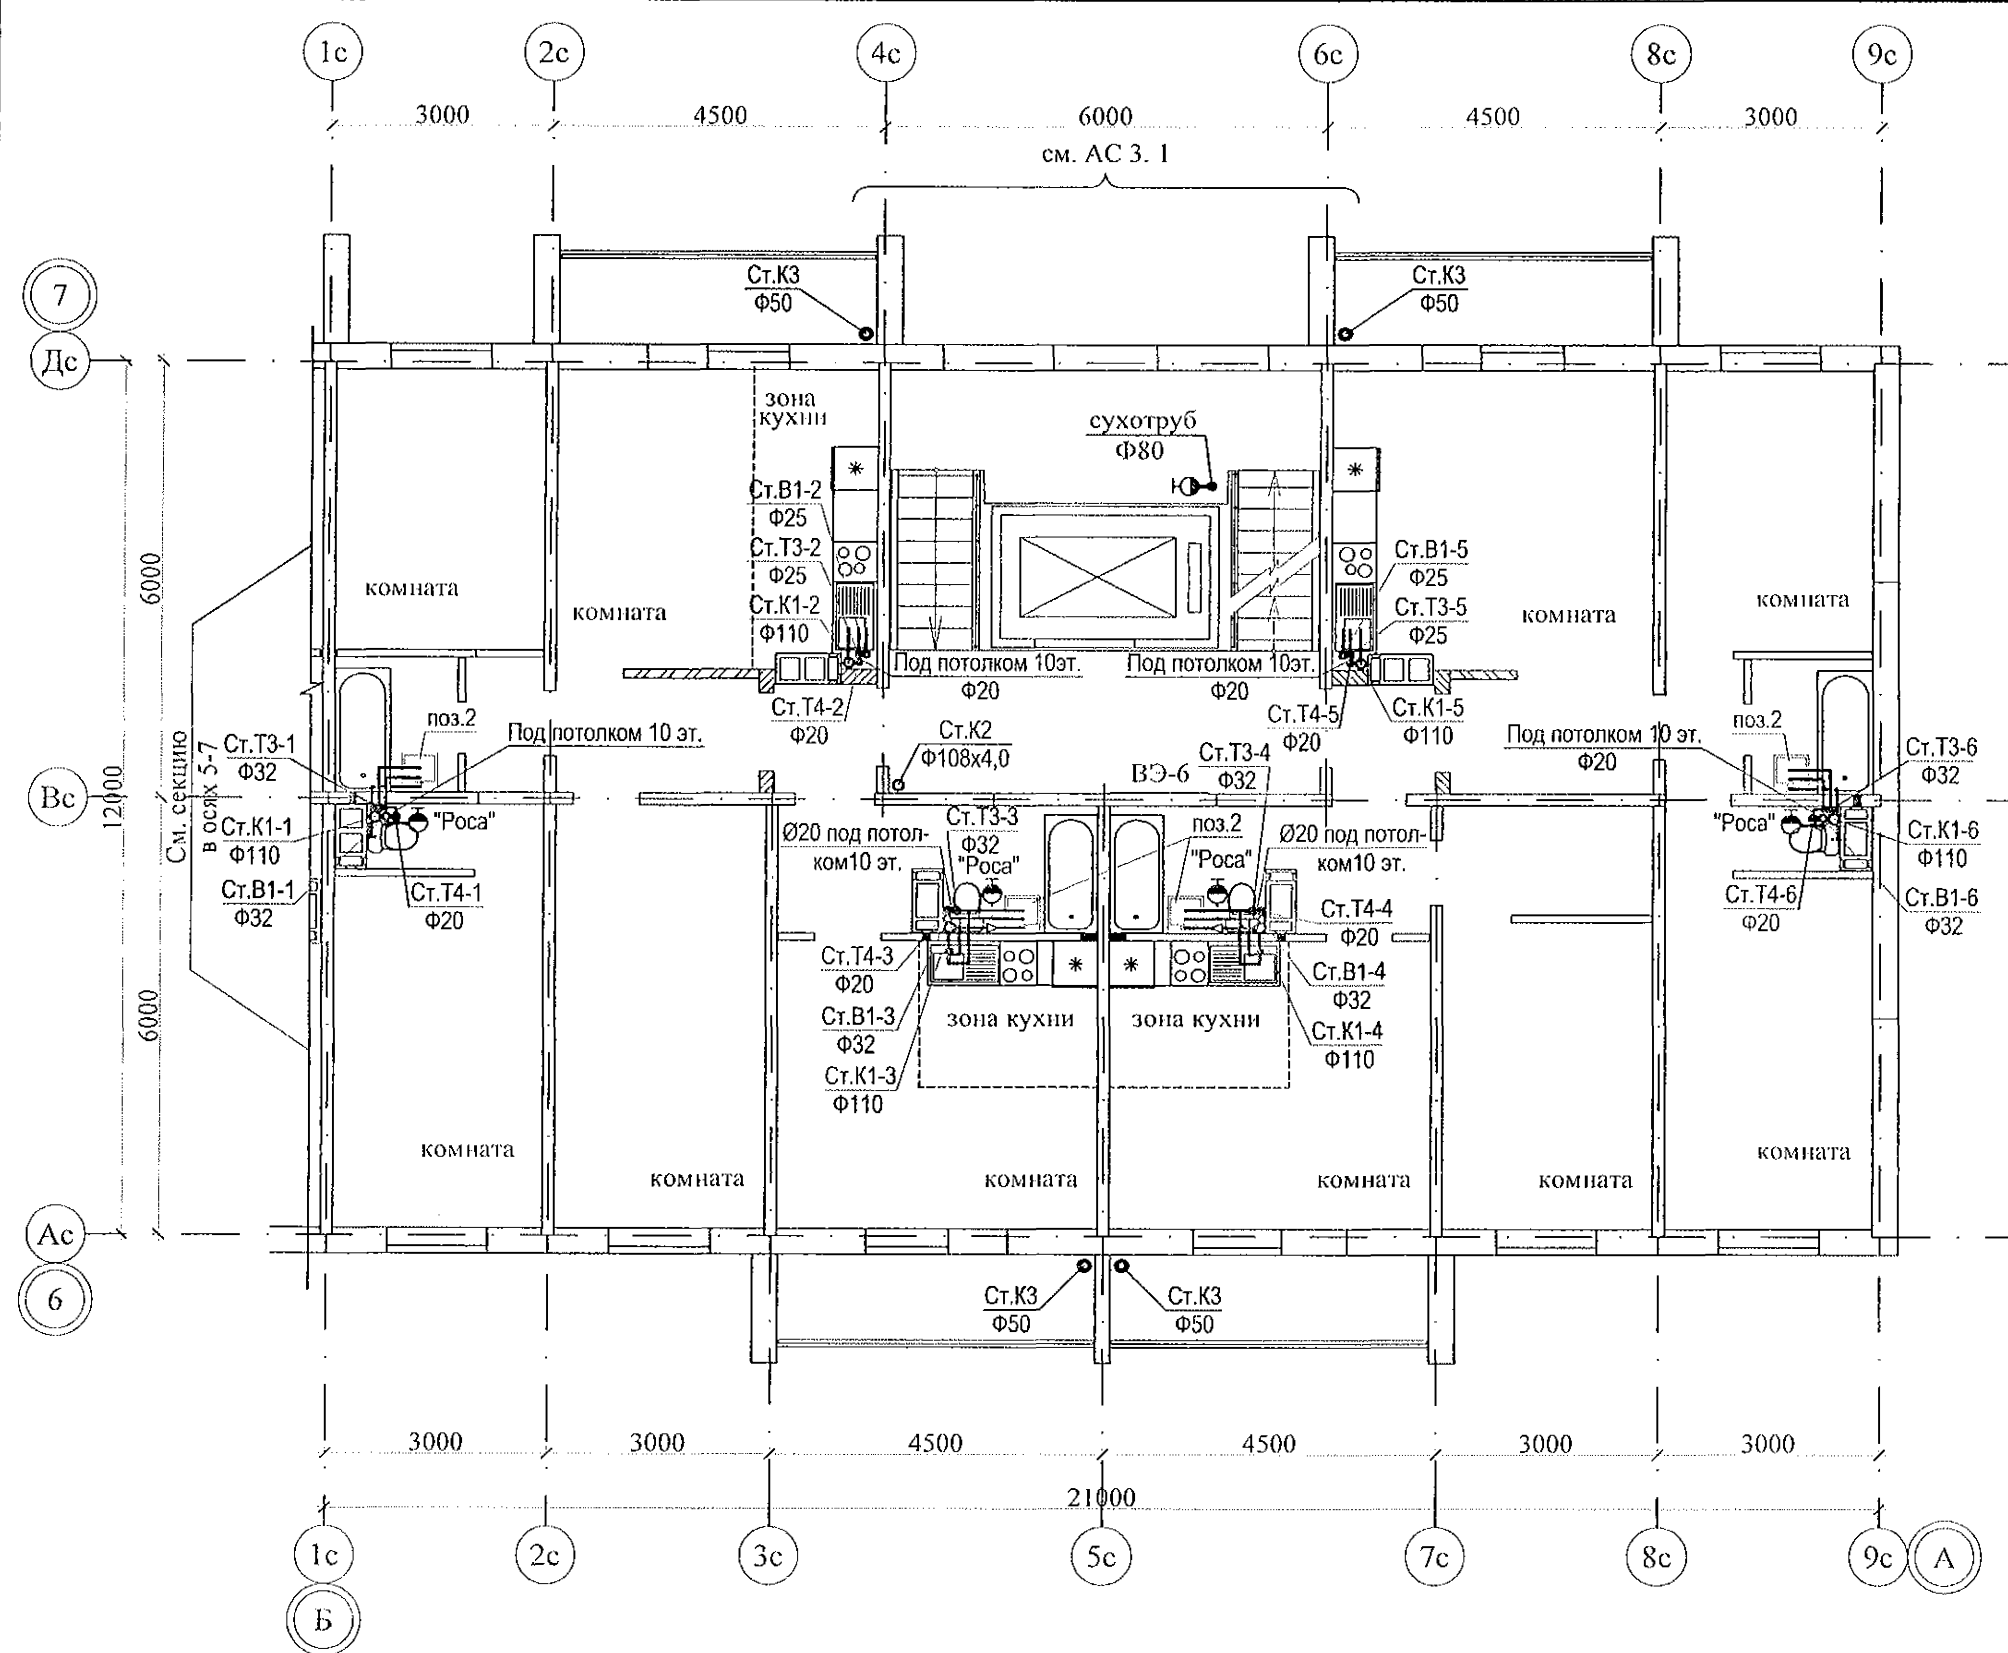 1с
2с
4с
6с
8с
9с
3000
4500
6000
4500
3000
см. АС 3. 1
7
Дс
Ст.К3
Ф50
Ст.К3
Ф50
зона
кухни
сухотруб
Ф80
Ст.В1-2
Ф25
Ст.Т3-2
Ф25
Ст.К1-2
Ф110
Ст.В1-5
Ф25
Ст.Т3-5
Ф25
6000
комната
комната
комната
комната
Под потолком 10эт.
Ф20
Под потолком 10эт.
Ф20
Ст.Т4-2
Ф20
Ст.Т4-5
Ф20
Ст.К1-5
Ф110
поз.2
Под потолком 10 эт.
Ст.К2
Ф108х4,0
ВЭ-6
Ст.Т3-4
Ф32
Под потолком 10 эт.
Ф20
поз.2
Ст.Т3-6
Ф32
Ст.Т3-1
Ф32
См. секцию
в осях 5-7
Вс
12000
Ст.К1-1
Ф110
"Роса"
Ст.В1-1
Ф32
Ст.Т4-1
Ф20
Ø20 под потол-
ком10 эт.
Ст.Т3-3
Ф32
"Роса"
поз.2
"Роса"
Ø20 под потол-
ком10 эт.
"Роса"
Ст.К1-6
Ф110
Ст.Т4-6
Ф20
Ст.В1-6
Ф32
Ст.Т4-4
Ф20
Ст.Т4-3
Ф20
Ст.В1-4
Ф32
Ст.В1-3
Ф32
зона кухни
зона кухни
Ст.К1-4
Ф110
Ст.К1-3
Ф110
6000
комната
комната
комната
комната
комната
комната
Ас
6
Ст.К3
Ф50
Ст.К3
Ф50
3000
3000
4500
4500
3000
3000
21000
1с
2с
3с
5с
7с
8с
9с
А
Б